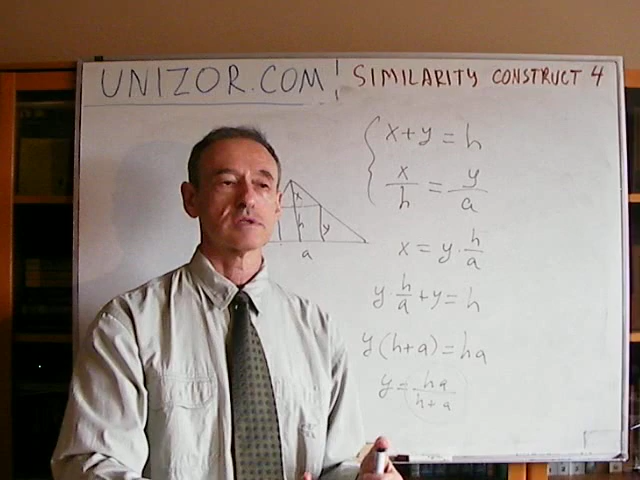 UNIZOR.COM | SIMILARITY CONSTRUCT 4
x+y=h
x/h = y/a
x = y·h/a
y·h/a+y=h
y(h+a)=ha
y=ha/h+a
x
h
y
a